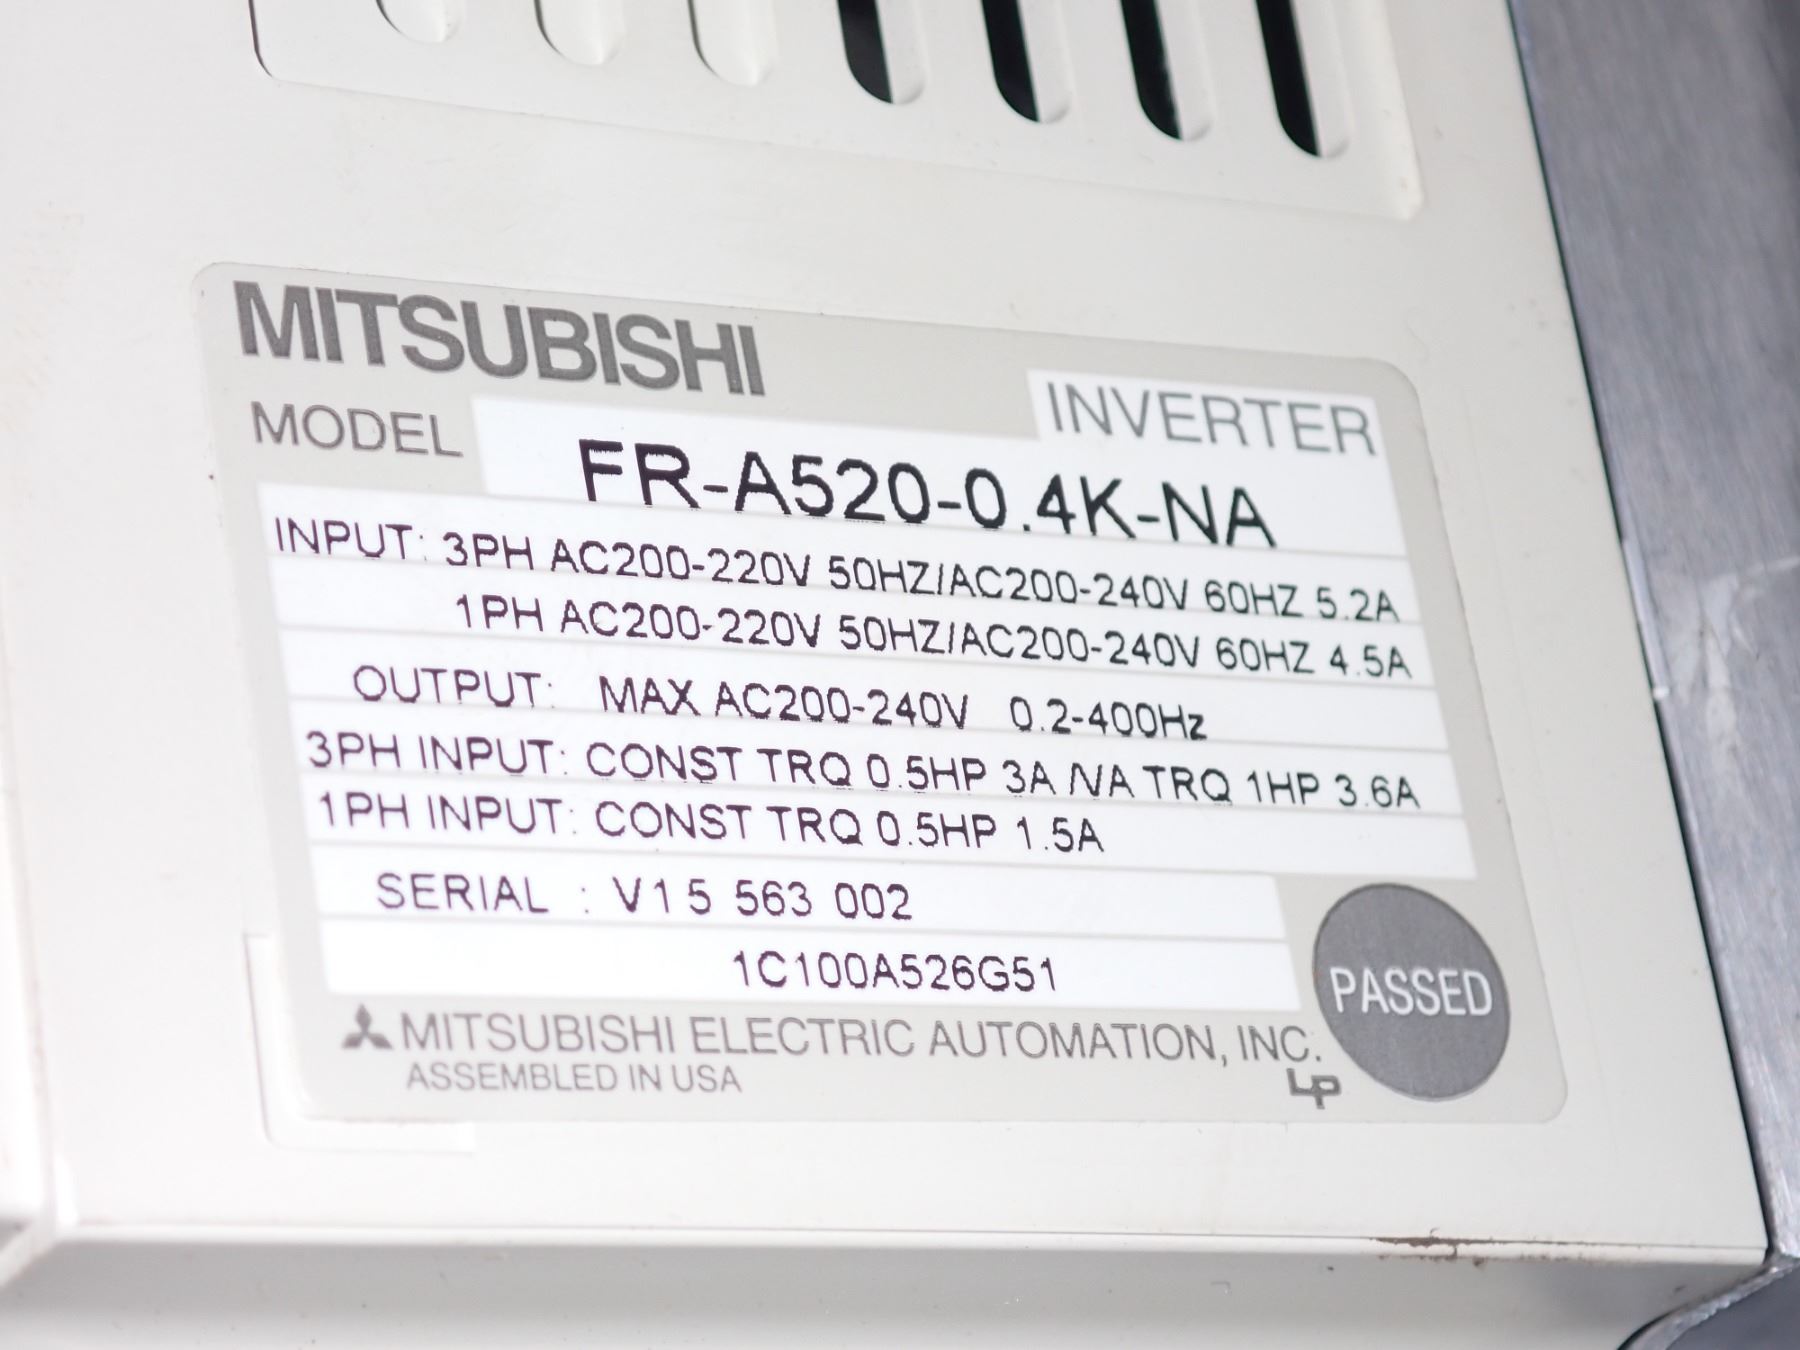 MITSUBISHI
INVERTER
MODEL FR-A520-0.4K-NA
INPUT: 3PH AC200-220V 50HZ/AC200-240V 60HZ 5.2A
1PH AC200-220V 50HZ/AC200-240V 60HZ 4.5A
OUTPUT: MAX AC200-240V 0.2-400Hz
3PH INPUT: CONST TRQ 0.5HP 3A /VA TRQ 1HP 3.6A
1PH INPUT: CONST TRQ 0.5HP 1.5A
SERIAL : V15 563 002
1C100A526G51
PASSED
MITSUBISHI ELECTRIC AUTOMATION, INC.
ASSEMBLED IN USA
LP